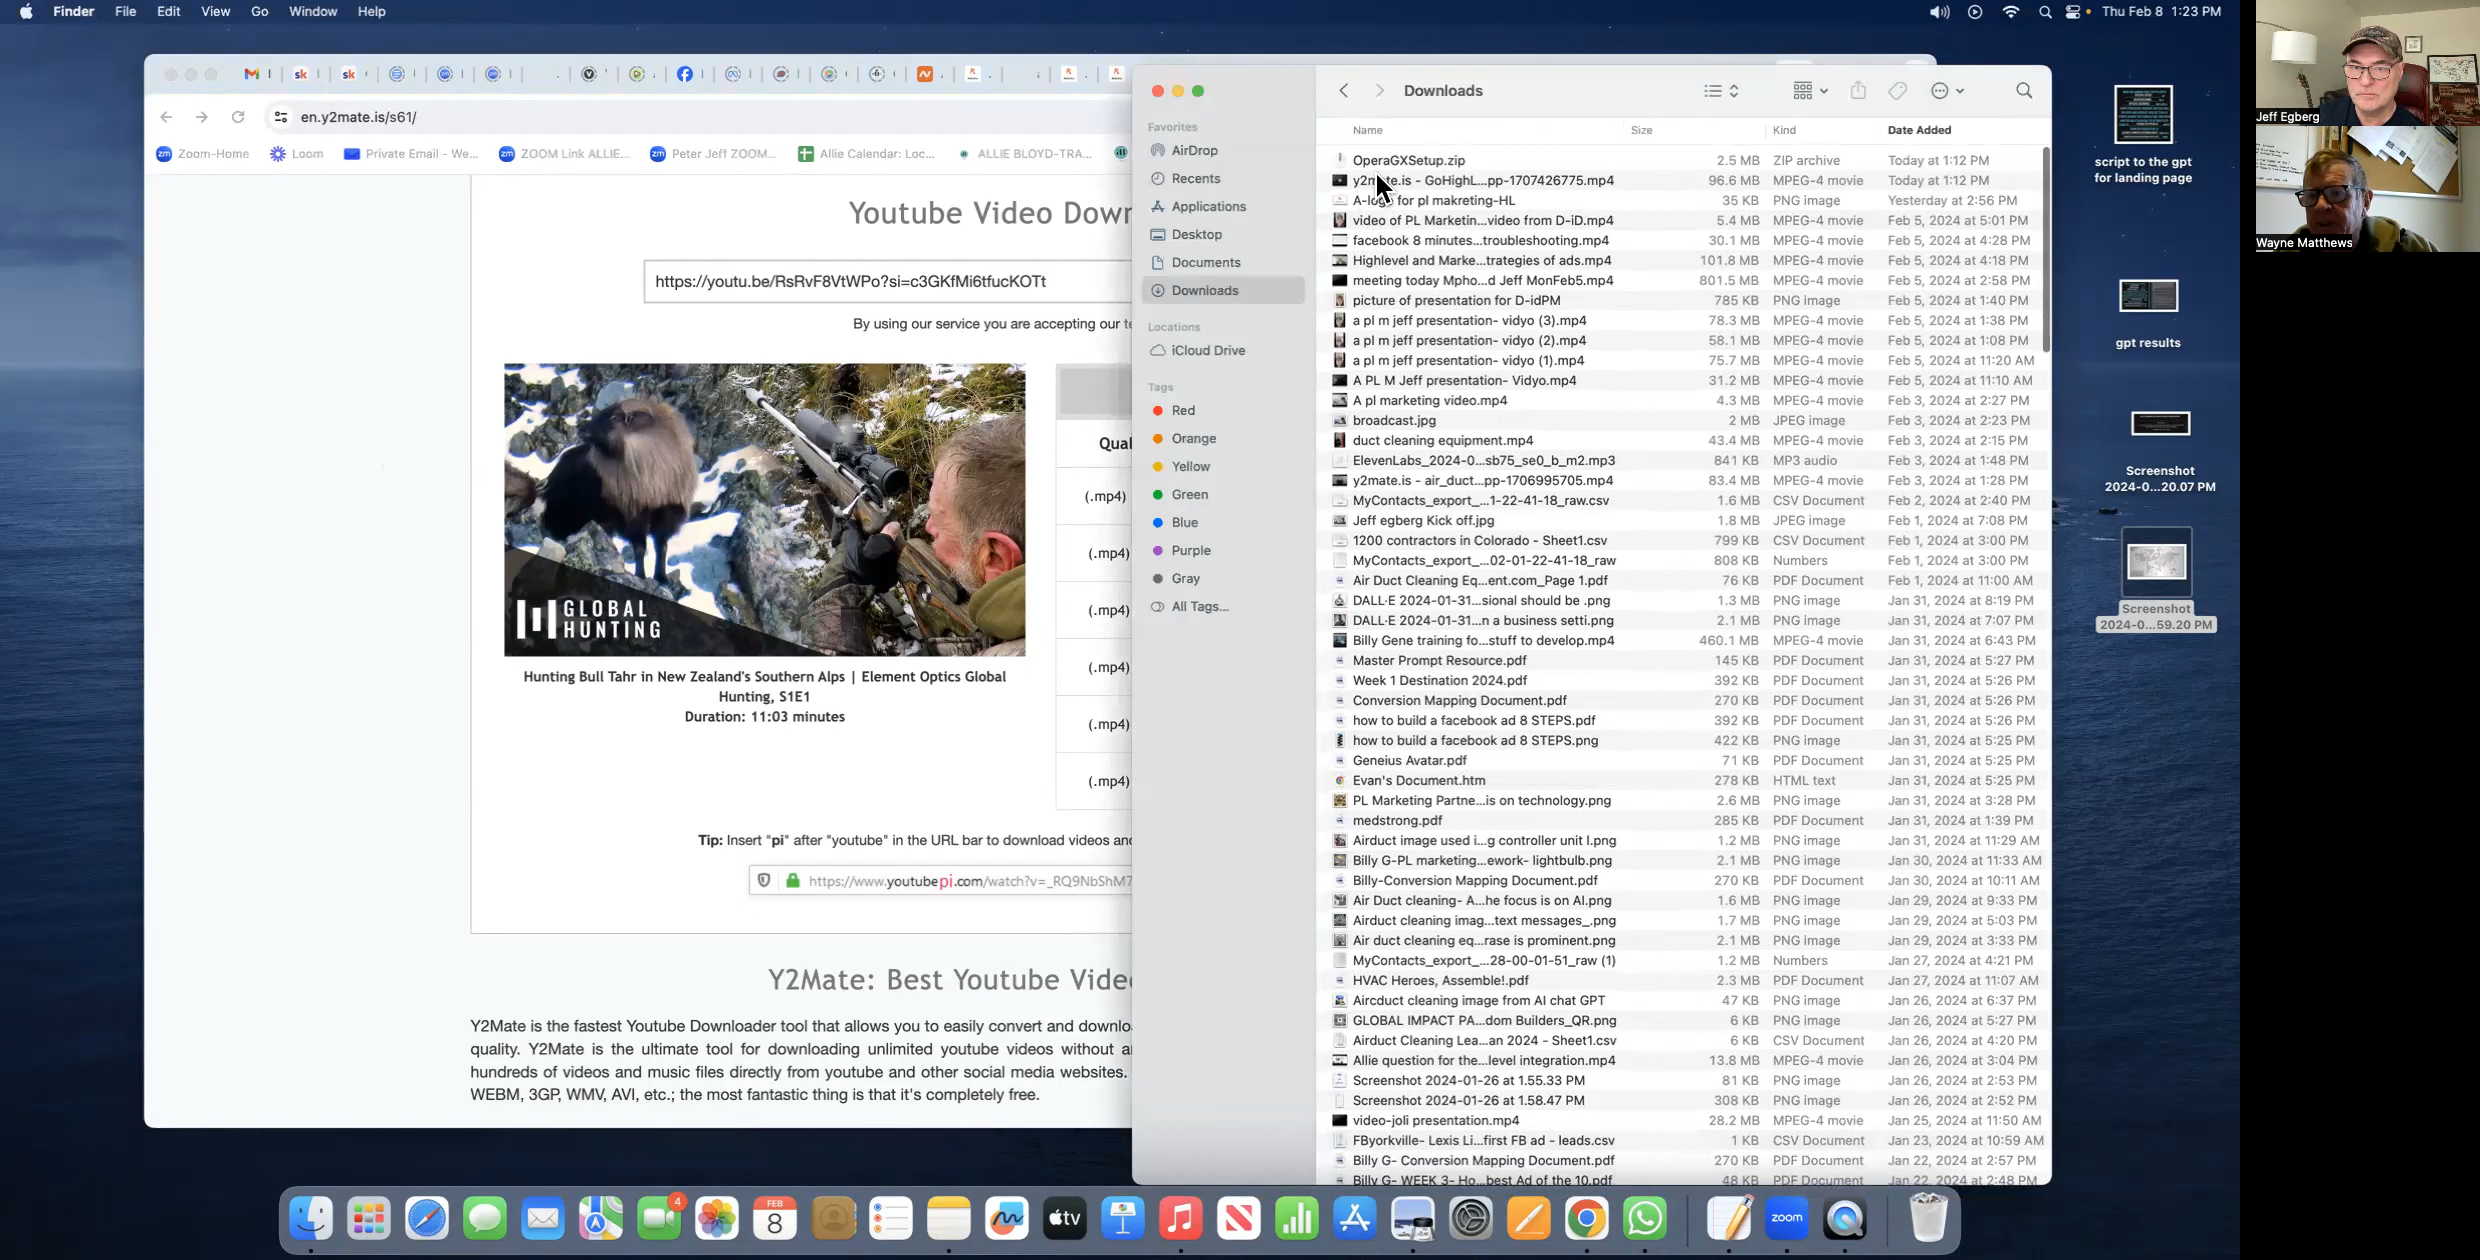 Finder File Edit View Go Window Help
Thu Feb 8 1:23 PM
en.y2mate.is/s61/
Zoom-Home
Loom
Private Email - We...
ZOOM Link ALLIE...
Peter Jeff ZOOM...
Allie Calendar: Loc...
ALLIE BLOYD-TRA...
Youtube Video Down
https://youtu.be/RsRvF8VtWPo?si=c3GKfMi6tfucKOTt
By using our service you are accepting our te
GLOBAL
HUNTING
Hunting Bull Tahr in New Zealand's Southern Alps | Element Optics Global
Hunting, S1E1
Duration: 11:03 minutes
Qual
(.mp4)
(.mp4)
(.mp4)
(.mp4)
(.mp4)
(.mp4)
Tip: Insert "pi" after "youtube" in the URL bar to download videos and
https://www.youtubepi.com/watch?v=_RQ9NbShM7
Y2Mate: Best Youtube Vide
Y2Mate is the fastest Youtube Downloader tool that allows you to easily convert and downlo
quality. Y2Mate is the ultimate tool for downloading unlimited youtube videos without a
hundreds of videos and music files directly from youtube and other social media websites.
WEBM, 3GP, WMV, AVI, etc.; the most fantastic thing is that it's completely free.
Favorites
AirDrop
Recents
Applications
Desktop
Documents
Downloads
Locations
iCloud Drive
Tags
Red
Orange
Yellow
Green
Blue
Purple
Gray
All Tags...
Downloads
Name Size Kind Date Added
OperaGXSetup.zip 2.5 MB ZIP archive Today at 1:12 PM
y2mate.is - GoHighL...pp-1707426775.mp4 96.6 MB MPEG-4 movie Today at 1:12 PM
A-logo for pl makreting-HL 35 KB PNG image Yesterday at 2:56 PM
video of PL Marketin...video from D-iD.mp4 5.4 MB MPEG-4 movie Feb 5, 2024 at 5:01 PM
facebook 8 minutes...troubleshooting.mp4 30.1 MB MPEG-4 movie Feb 5, 2024 at 4:28 PM
Highlevel and Marke...trategies of ads.mp4 101.8 MB MPEG-4 movie Feb 5, 2024 at 4:18 PM
meeting today Mpho...d Jeff MonFeb5.mp4 801.5 MB MPEG-4 movie Feb 5, 2024 at 2:58 PM
picture of presentation for D-idPM 785 KB PNG image Feb 5, 2024 at 1:40 PM
a pl m jeff presentation- vidyo (3).mp4 78.3 MB MPEG-4 movie Feb 5, 2024 at 1:38 PM
a pl m jeff presentation- vidyo (2).mp4 58.1 MB MPEG-4 movie Feb 5, 2024 at 1:08 PM
a pl m jeff presentation- vidyo (1).mp4 75.7 MB MPEG-4 movie Feb 5, 2024 at 11:20 AM
A PL M Jeff presentation- Vidyo.mp4 31.2 MB MPEG-4 movie Feb 5, 2024 at 11:10 AM
A pl marketing video.mp4 4.3 MB MPEG-4 movie Feb 3, 2024 at 2:27 PM
broadcast.jpg 2 MB JPEG image Feb 3, 2024 at 2:23 PM
duct cleaning equipment.mp4 43.4 MB MPEG-4 movie Feb 3, 2024 at 2:15 PM
ElevenLabs_2024-0...sb75_se0_b_m2.mp3 841 KB MP3 audio Feb 3, 2024 at 1:48 PM
y2mate.is - air_duct...pp-1706995705.mp4 83.4 MB MPEG-4 movie Feb 3, 2024 at 1:28 PM
MyContacts_export_...1-22-41-18_raw.csv 1.6 MB CSV Document Feb 2, 2024 at 2:40 PM
Jeff egberg Kick off.jpg 1.8 MB JPEG image Feb 1, 2024 at 7:08 PM
1200 contractors in Colorado - Sheet1.csv 799 KB CSV Document Feb 1, 2024 at 3:00 PM
MyContacts_export_...02-01-22-41-18_raw 808 KB Numbers Feb 1, 2024 at 3:00 PM
Air Duct Cleaning Eq...ent.com_Page 1.pdf 76 KB PDF Document Feb 1, 2024 at 11:00 AM
DALL·E 2024-01-31...sional should be .png 1.3 MB PNG image Jan 31, 2024 at 8:19 PM
DALL·E 2024-01-31...n a business setti.png 2.1 MB PNG image Jan 31, 2024 at 7:07 PM
Billy Gene training fo...stuff to develop.mp4 460.1 MB MPEG-4 movie Jan 31, 2024 at 6:43 PM
Master Prompt Resource.pdf 145 KB PDF Document Jan 31, 2024 at 5:27 PM
Week 1 Destination 2024.pdf 392 KB PDF Document Jan 31, 2024 at 5:26 PM
Conversion Mapping Document.pdf 270 KB PDF Document Jan 31, 2024 at 5:26 PM
how to build a facebook ad 8 STEPS.pdf 392 KB PDF Document Jan 31, 2024 at 5:26 PM
how to build a facebook ad 8 STEPS.png 422 KB PNG image Jan 31, 2024 at 5:25 PM
Geneius Avatar.pdf 71 KB PDF Document Jan 31, 2024 at 5:25 PM
Evan's Document.htm 278 KB HTML text Jan 31, 2024 at 5:25 PM
PL Marketing Partne...is on technology.png 2.6 MB PNG image Jan 31, 2024 at 3:28 PM
medstrong.pdf 285 KB PDF Document Jan 31, 2024 at 1:39 PM
Airduct image used i...g controller unit I.png 1.2 MB PNG image Jan 31, 2024 at 11:29 AM
Billy G-PL marketing...ework- lightbulb.png 2.1 MB PNG image Jan 30, 2024 at 11:33 AM
Billy-Conversion Mapping Document.pdf 270 KB PDF Document Jan 30, 2024 at 10:11 AM
Air Duct cleaning- A...he focus is on AI.png 1.6 MB PNG image Jan 29, 2024 at 9:33 PM
Airduct cleaning imag...text messages_.png 1.7 MB PNG image Jan 29, 2024 at 5:03 PM
Air duct cleaning eq...rase is prominent.png 2.1 MB PNG image Jan 29, 2024 at 3:33 PM
MyContacts_export_...28-00-01-51_raw (1) 1.2 MB Numbers Jan 27, 2024 at 4:21 PM
HVAC Heroes, Assemble!.pdf 2.3 MB PDF Document Jan 27, 2024 at 11:07 AM
Aircduct cleaning image from AI chat GPT 47 KB PNG image Jan 26, 2024 at 6:37 PM
GLOBAL IMPACT PA...dom Builders_QR.png 6 KB PNG image Jan 26, 2024 at 5:27 PM
Airduct Cleaning Lea...an 2024 - Sheet1.csv 6 KB CSV Document Jan 26, 2024 at 4:20 PM
Allie question for the...level integration.mp4 13.8 MB MPEG-4 movie Jan 26, 2024 at 3:04 PM
Screenshot 2024-01-26 at 1.55.33 PM 81 KB PNG image Jan 26, 2024 at 2:53 PM
Screenshot 2024-01-26 at 1.58.47 PM 308 KB PNG image Jan 26, 2024 at 2:52 PM
video-joli presentation.mp4 28.2 MB MPEG-4 movie Jan 25, 2024 at 11:50 AM
FByorkville- Lexis Li...first FB ad - leads.csv 1 KB CSV Document Jan 23, 2024 at 10:59 AM
Billy G- Conversion Mapping Document.pdf 270 KB PDF Document Jan 22, 2024 at 2:57 PM
Billy G- WEEK 3- Ho...best Ad of the 10.pdf 48 KB PDF Document Jan 22, 2024 at 2:48 PM
script to the gpt
for landing page
gpt results
Screenshot
2024-0...20.07 PM
Screenshot
2024-0...59.20 PM
Jeff Egberg
Wayne Matthews
4
FEB
8
tv
zoom